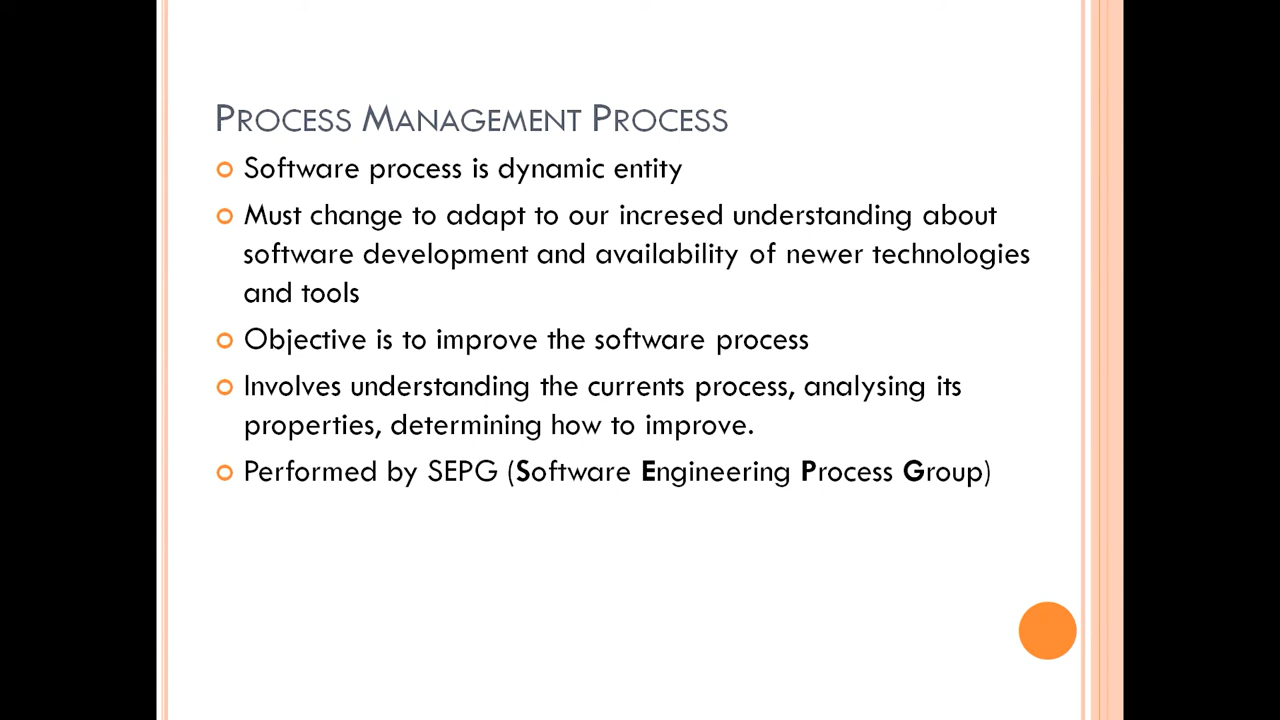 Process Management Process
Software process is dynamic entity
Must change to adapt to our incresed understanding about
software development and availability of newer technologies
and tools
Objective is to improve the software process
Involves understanding the currents process, analysing its
properties, determining how to improve.
Performed by SEPG (Software Engineering Process Group)